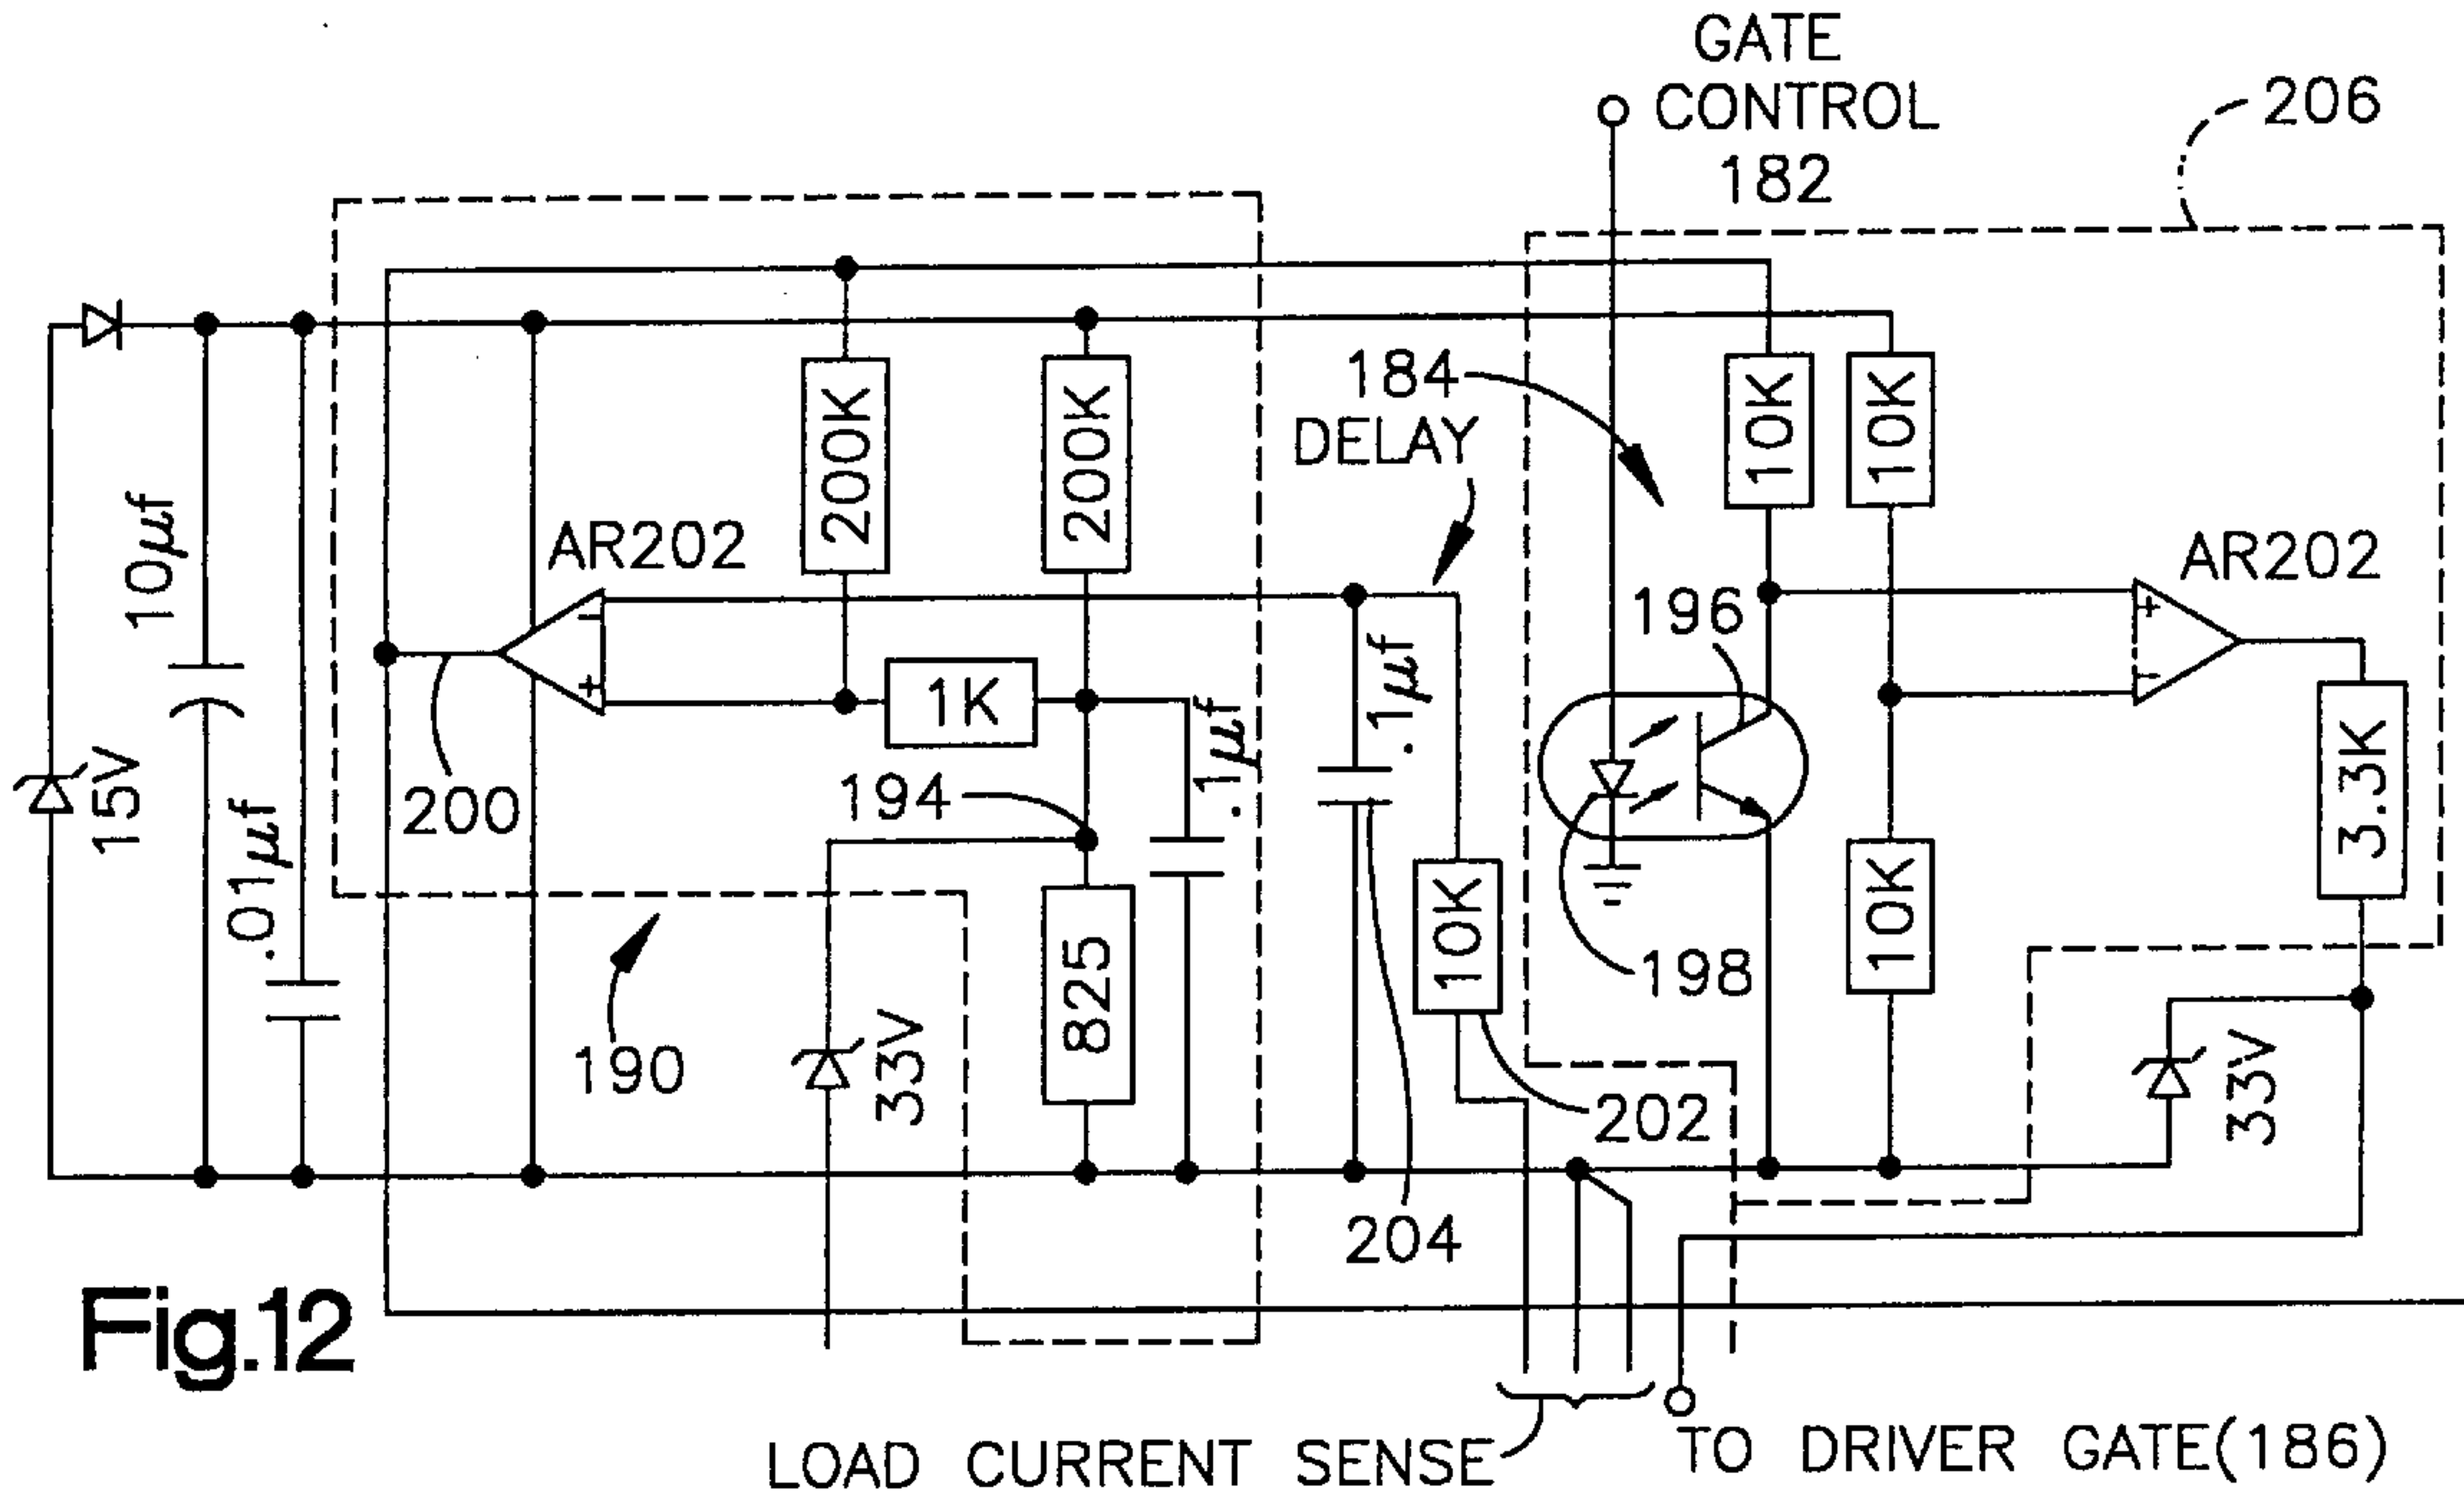 GATE
CONTROL
182
206
184
DELAY
200K
200K
10K
10K
10µf
AR202
196
AR202
1K
.1µf
.1µf
3.3K
15V
200
194
.01µf
10K
10K
198
825
190
33V
202
33V
204
Fig.12
LOAD CURRENT SENSE
TO DRIVER GATE(186)
+
−
+
−